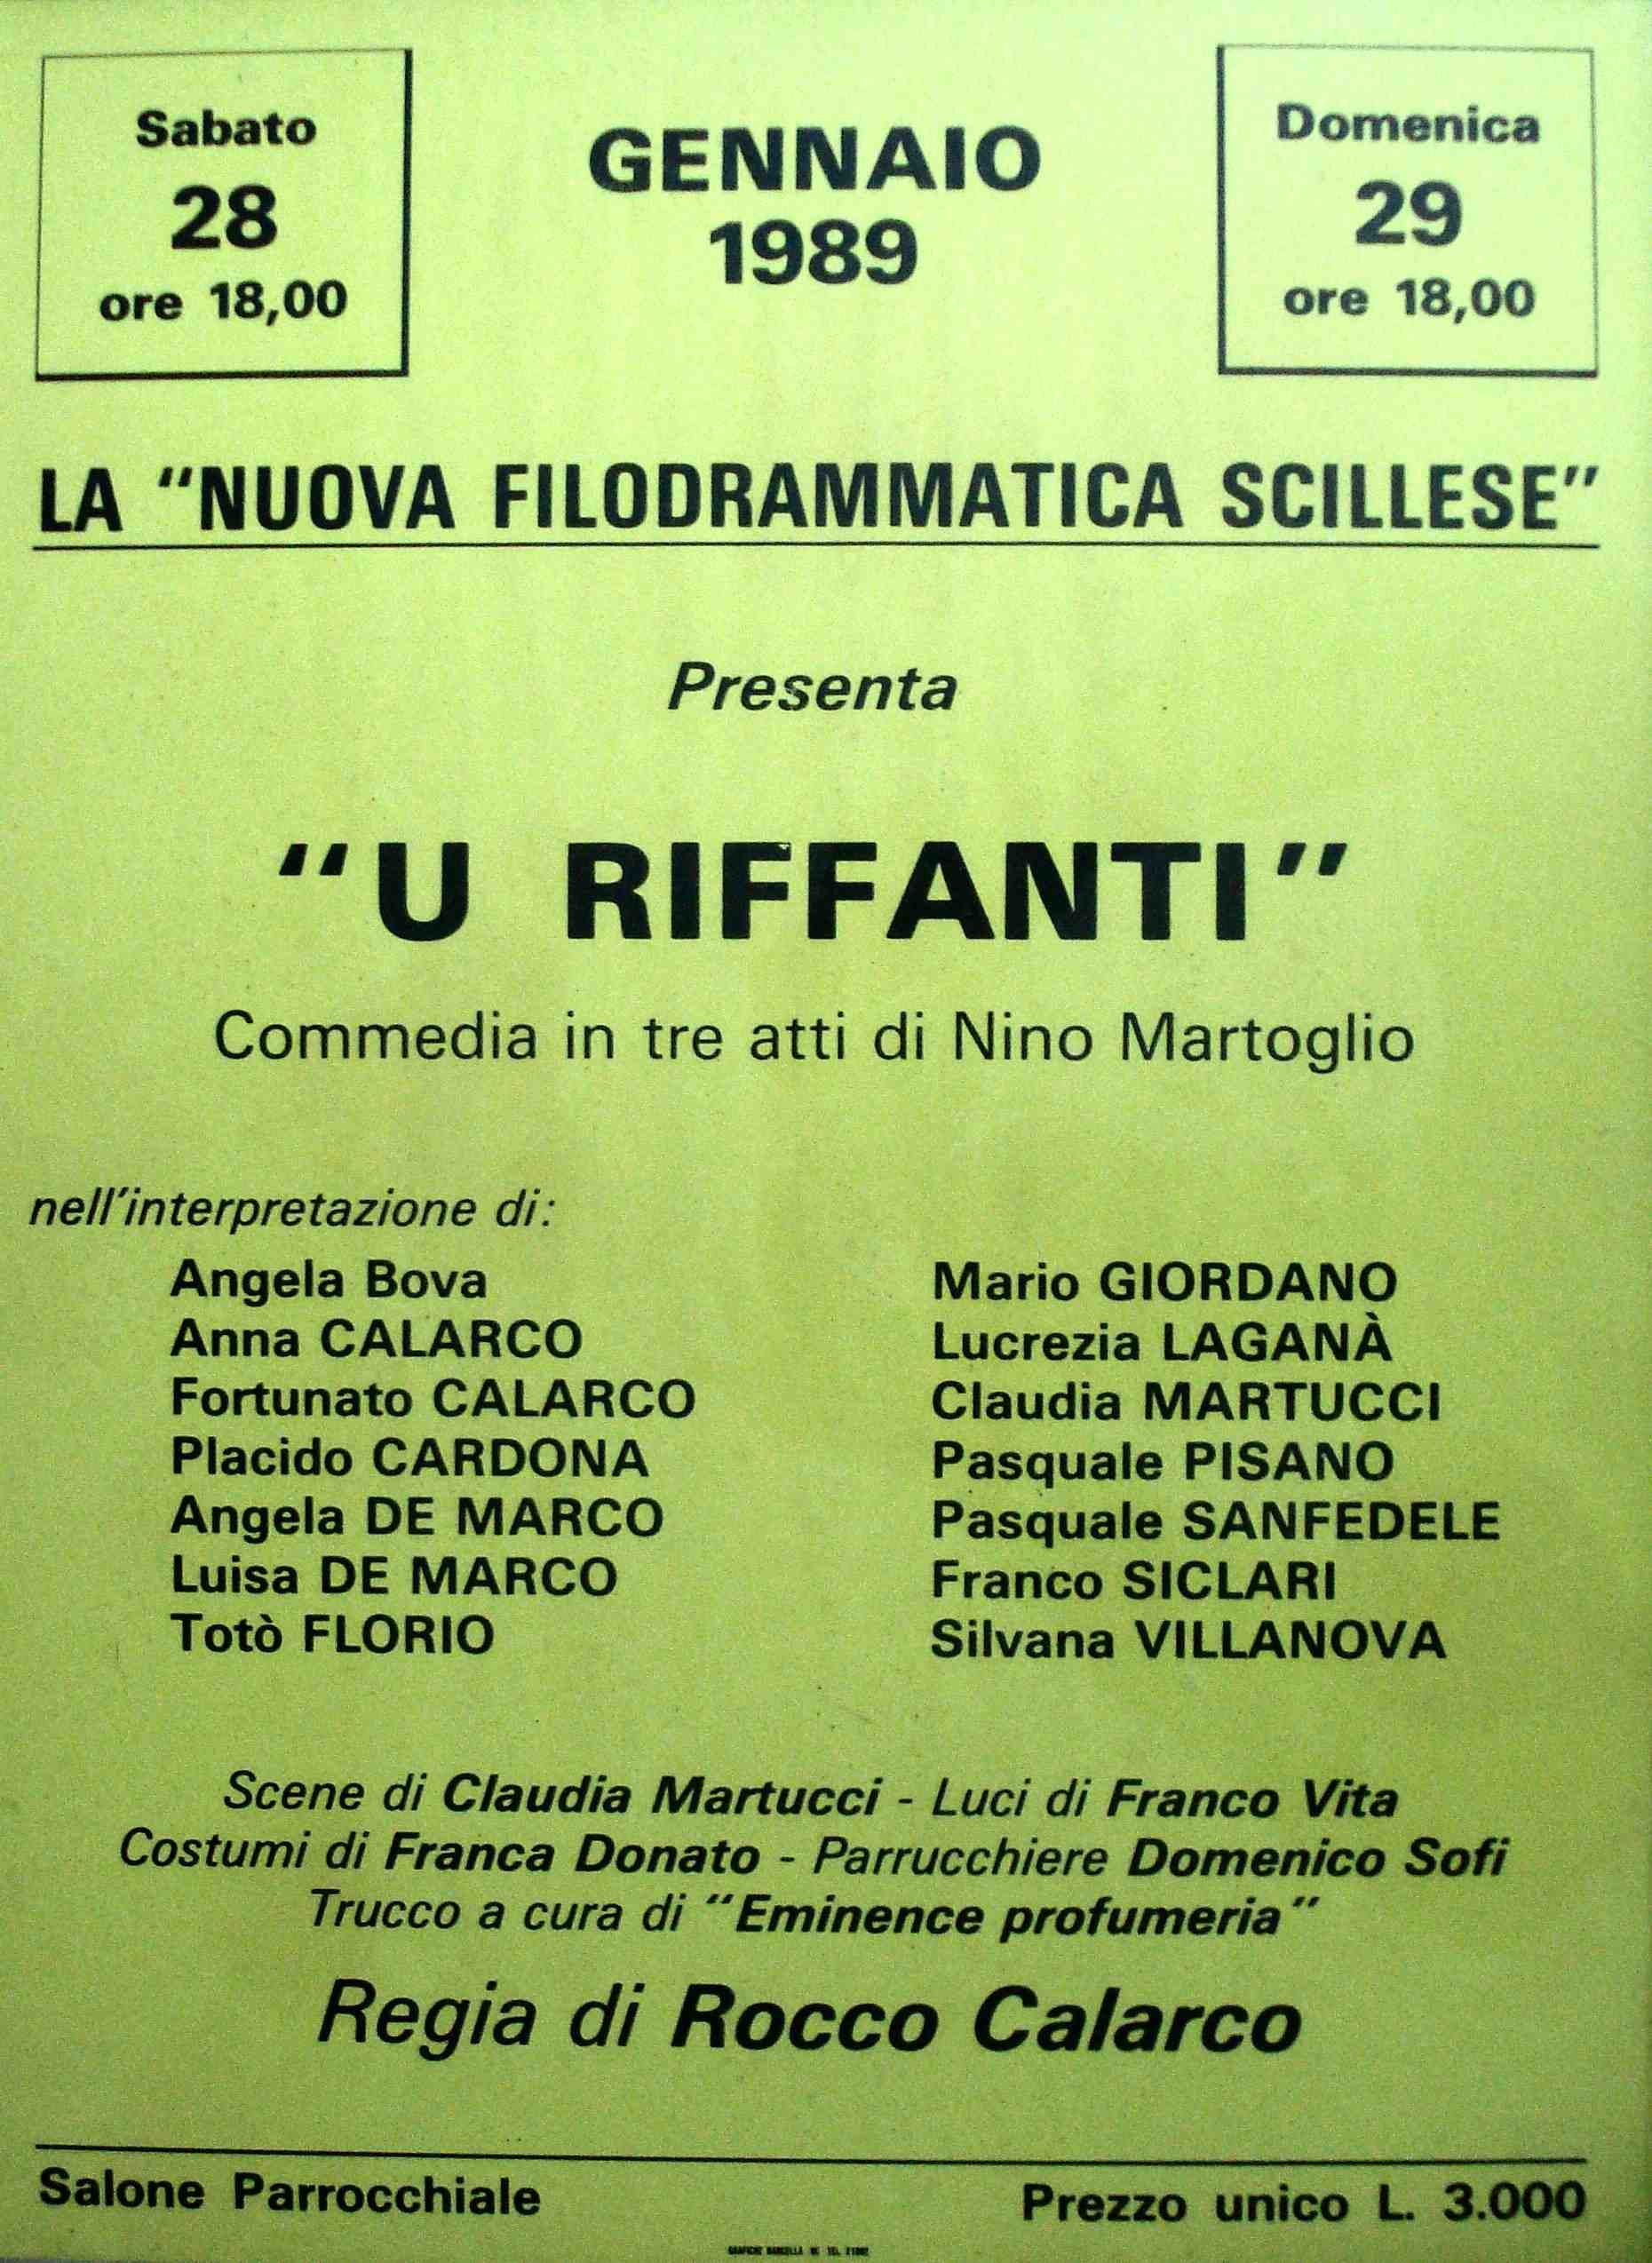 Sabato
28
ore 18,00
GENNAIO
1989
Domenica
29
ore 18,00
LA "NUOVA FILODRAMMATICA SCILLESE"
Presenta
"U RIFFANTI"
Commedia in tre atti di Nino Martoglio
nell'interpretazione di:
Angela Bova
Anna CALARCO
Fortunato CALARCO
Placido CARDONA
Angela DE MARCO
Luisa DE MARCO
Totò FLORIO
Mario GIORDANO
Lucrezia LAGANÀ
Claudia MARTUCCI
Pasquale PISANO
Pasquale SANFEDELE
Franco SICLARI
Silvana VILLANOVA
Scene di Claudia Martucci - Luci di Franco Vita
Costumi di Franca Donato - Parrucchiere Domenico Sofi
Trucco a cura di "Eminence profumeria"
Regia di Rocco Calarco
Salone Parrocchiale
Prezzo unico L. 3.000